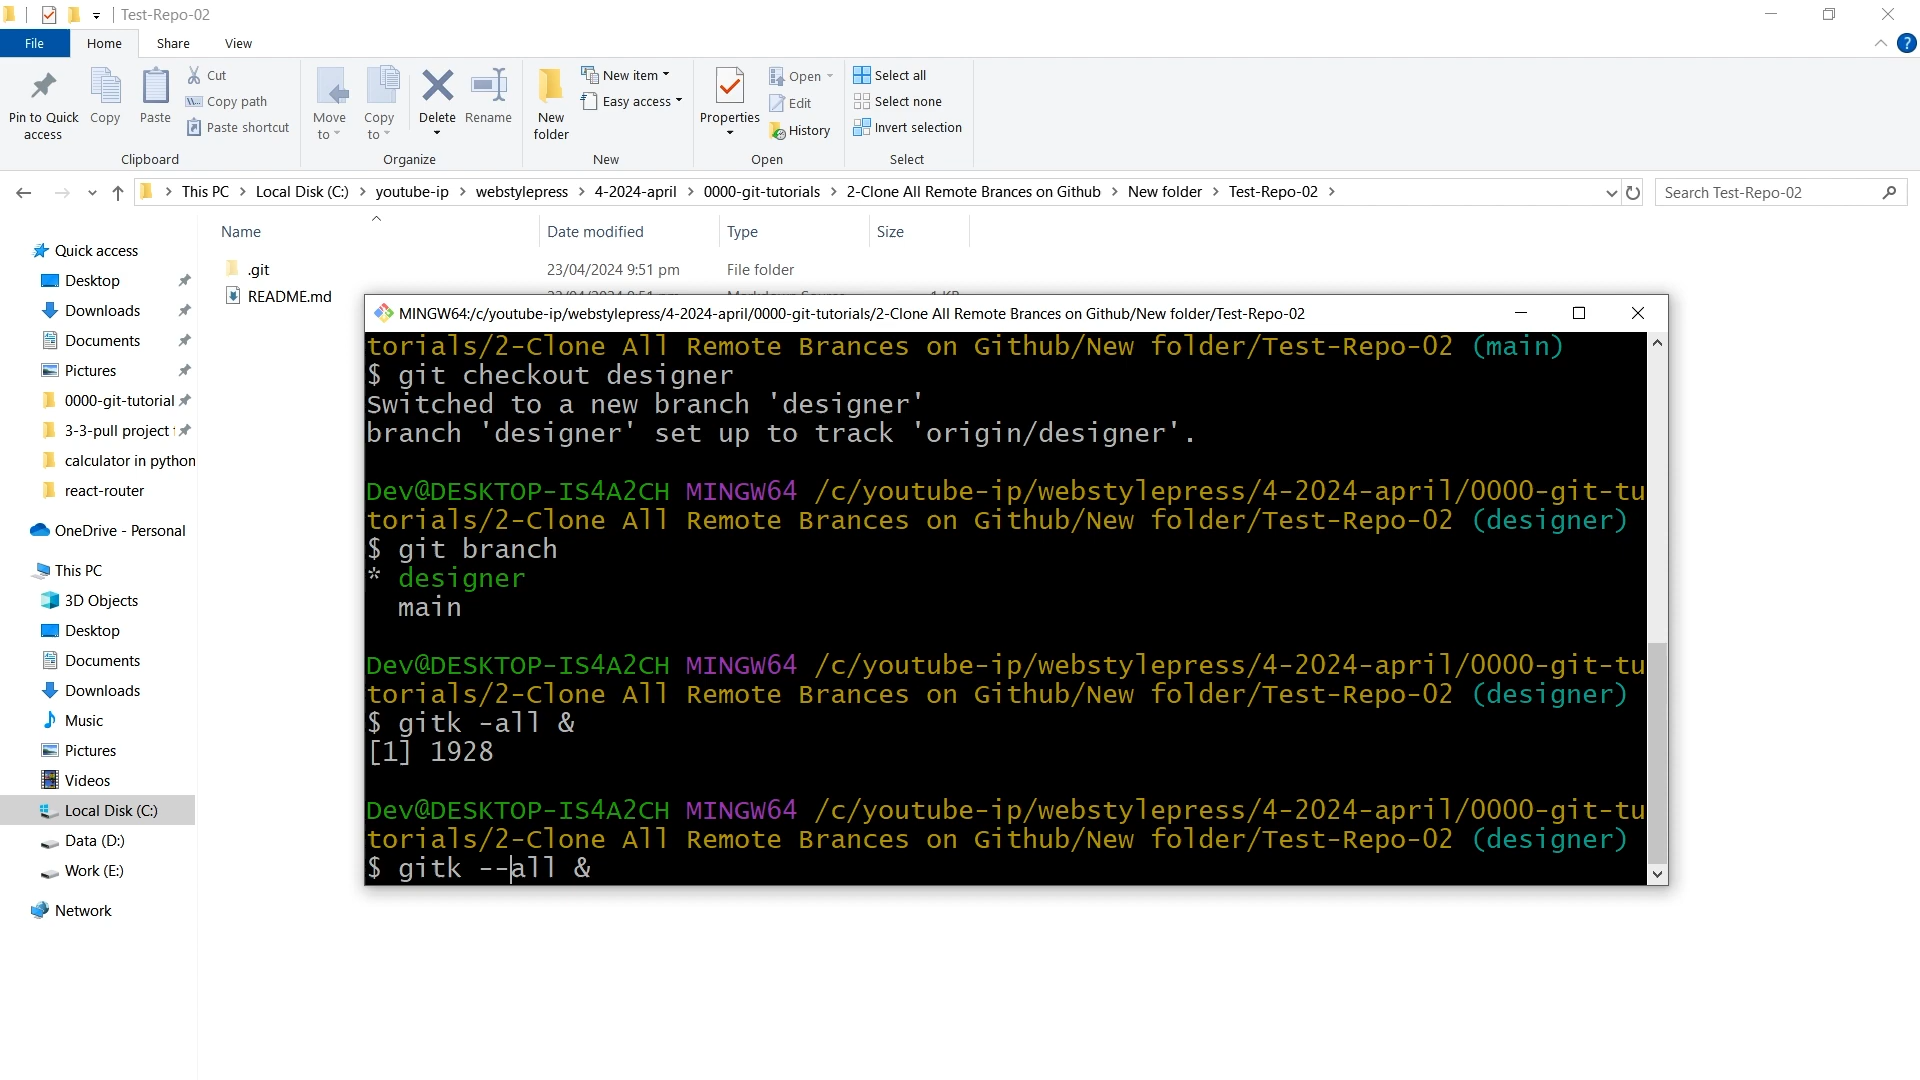 Test-Repo-02
File
Home
Share
View
?
Pin to Quick access
Copy
Paste
Cut
Copy path
Paste shortcut
Clipboard
Move to
Copy to
Delete
Rename
Organize
New folder
New item
Easy access
New
Properties
Open
Edit
History
Open
Select all
Select none
Invert selection
Select
This PC > Local Disk (C:) > youtube-ip > webstylepress > 4-2024-april > 0000-git-tutorials > 2-Clone All Remote Brances on Github > New folder > Test-Repo-02 >
Search Test-Repo-02
Name
Date modified
Type
Size
.git
23/04/2024 9:51 pm
File folder
README.md
Quick access
Desktop
Downloads
Documents
Pictures
0000-git-tutorial
3-3-pull project
calculator in python
react-router
OneDrive - Personal
This PC
3D Objects
Desktop
Documents
Downloads
Music
Pictures
Videos
Local Disk (C:)
Data (D:)
Work (E:)
Network
MINGW64:/c/youtube-ip/webstylepress/4-2024-april/0000-git-tutorials/2-Clone All Remote Brances on Github/New folder/Test-Repo-02
torials/2-Clone All Remote Brances on Github/New folder/Test-Repo-02 (main)
$ git checkout designer
Switched to a new branch 'designer'
branch 'designer' set up to track 'origin/designer'.
Dev@DESKTOP-IS4A2CH MINGW64 /c/youtube-ip/webstylepress/4-2024-april/0000-git-tu
torials/2-Clone All Remote Brances on Github/New folder/Test-Repo-02 (designer)
$ git branch
* designer
main
Dev@DESKTOP-IS4A2CH MINGW64 /c/youtube-ip/webstylepress/4-2024-april/0000-git-tu
torials/2-Clone All Remote Brances on Github/New folder/Test-Repo-02 (designer)
$ gitk -all &
[1] 1928
Dev@DESKTOP-IS4A2CH MINGW64 /c/youtube-ip/webstylepress/4-2024-april/0000-git-tu
torials/2-Clone All Remote Brances on Github/New folder/Test-Repo-02 (designer)
$ gitk --all &